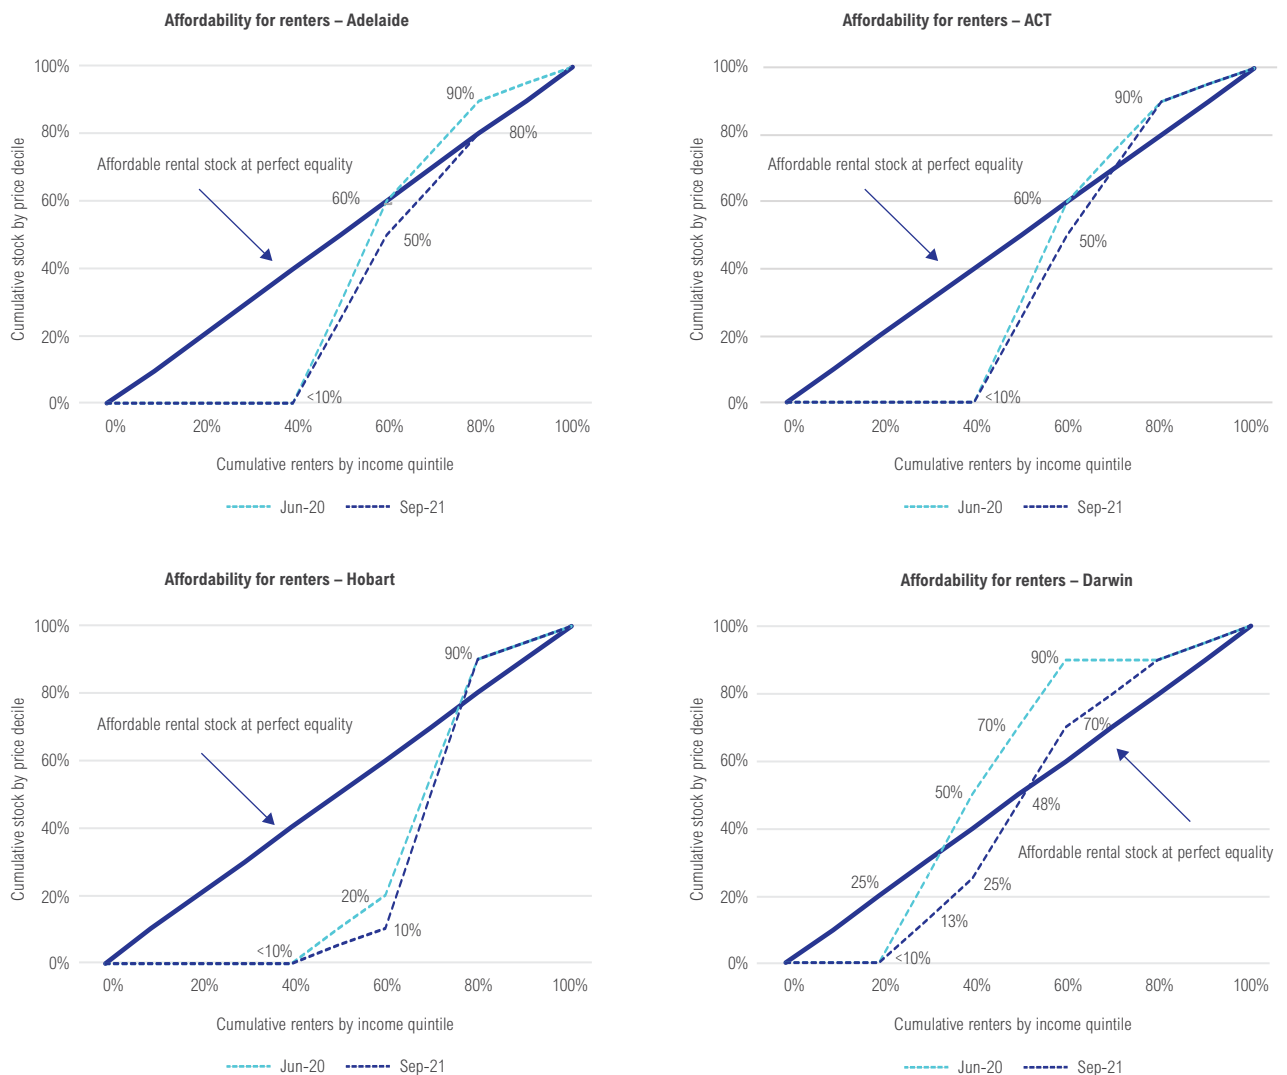 Affordability for renters – Adelaide
100%
80%
60%
40%
20%
0%
Cumulative stock by price decile
Affordable rental stock at perfect equality
90%
80%
60%
50%
<10%
0% 20% 40% 60% 80% 100%
Cumulative renters by income quintile
Jun-20 Sep-21
Affordability for renters – ACT
100%
80%
60%
40%
20%
0%
Cumulative stock by price decile
Affordable rental stock at perfect equality
90%
60%
50%
<10%
0% 20% 40% 60% 80% 100%
Cumulative renters by income quintile
Jun-20 Sep-21
Affordability for renters – Hobart
100%
80%
60%
40%
20%
0%
Cumulative stock by price decile
Affordable rental stock at perfect equality
90%
20%
10%
<10%
0% 20% 40% 60% 80% 100%
Cumulative renters by income quintile
Jun-20 Sep-21
Affordability for renters – Darwin
100%
80%
60%
40%
20%
0%
Cumulative stock by price decile
90%
70%
70%
50%
48%
Affordable rental stock at perfect equality
25%
25%
13%
<10%
0% 20% 40% 60% 80% 100%
Cumulative renters by income quintile
Jun-20 Sep-21